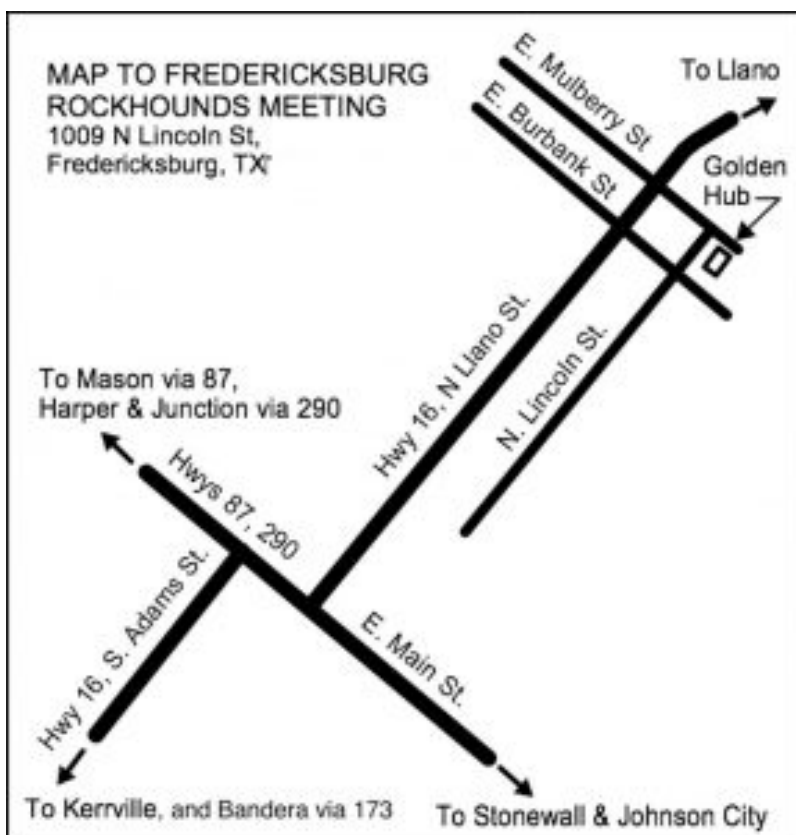 MAP TO FREDERICKSBURG
ROCKHOUNDS MEETING
1009 N Lincoln St,
Fredericksburg, TX
E. Mulberry St
E. Burbank St
To Llano
Golden
Hub
Hwy 16, N Llano St.
N. Lincoln St.
To Mason via 87,
Harper & Junction via 290
Hwys 87, 290
Hwy 16, S. Adams St.
E. Main St.
To Kerrville, and Bandera via 173
To Stonewall & Johnson City